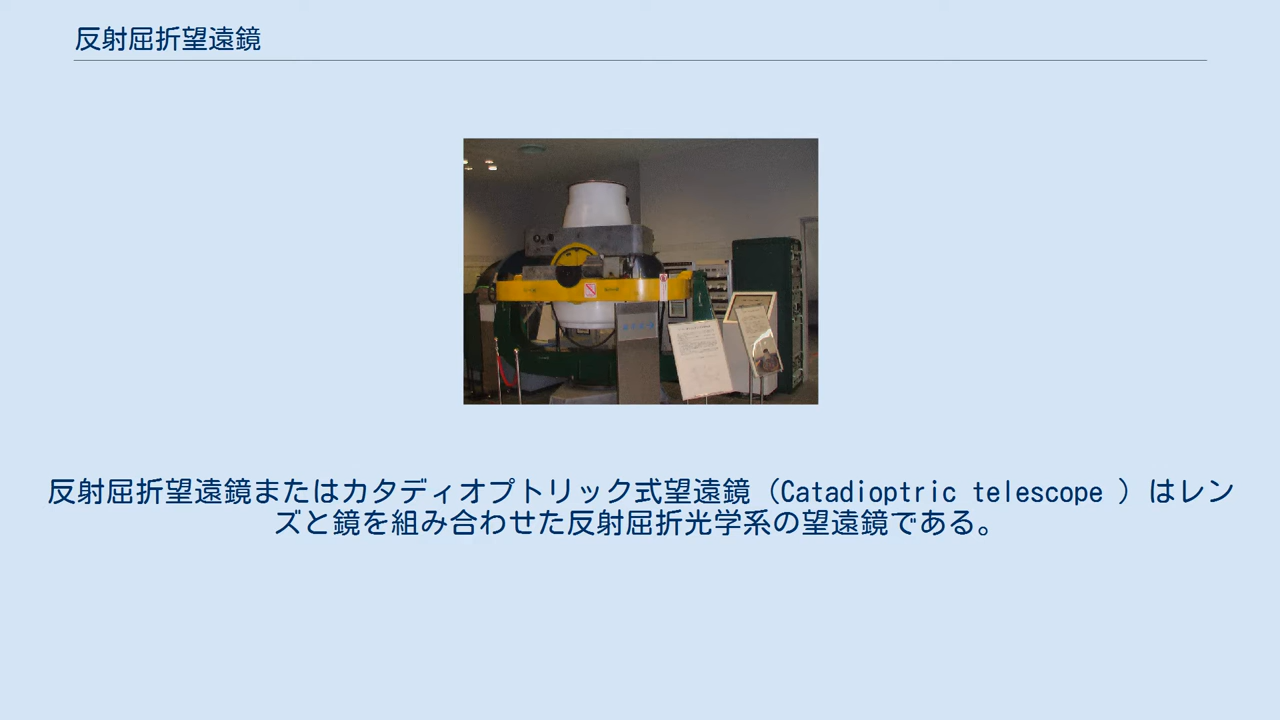 反射屈折望遠鏡
反射屈折望遠鏡またはカタディオプトリック式望遠鏡（Catadioptric telescope ）はレン
ズと鏡を組み合わせた反射屈折光学系の望遠鏡である。